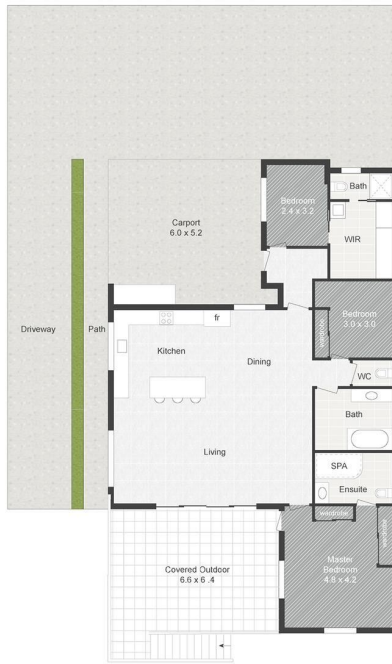 Bath
Bedroom
2.4 x 3.2
Carport
6.0 x 5.2
WIR
fr
Bedroom
3.0 x 3.0
wardrobe
Driveway
Path
Kitchen
Dining
WC
Bath
Living
SPA
Ensuite
wardrobe
wardrobe
Covered Outdoor
6.6 x 6.4
Master
Bedroom
4.8 x 4.2